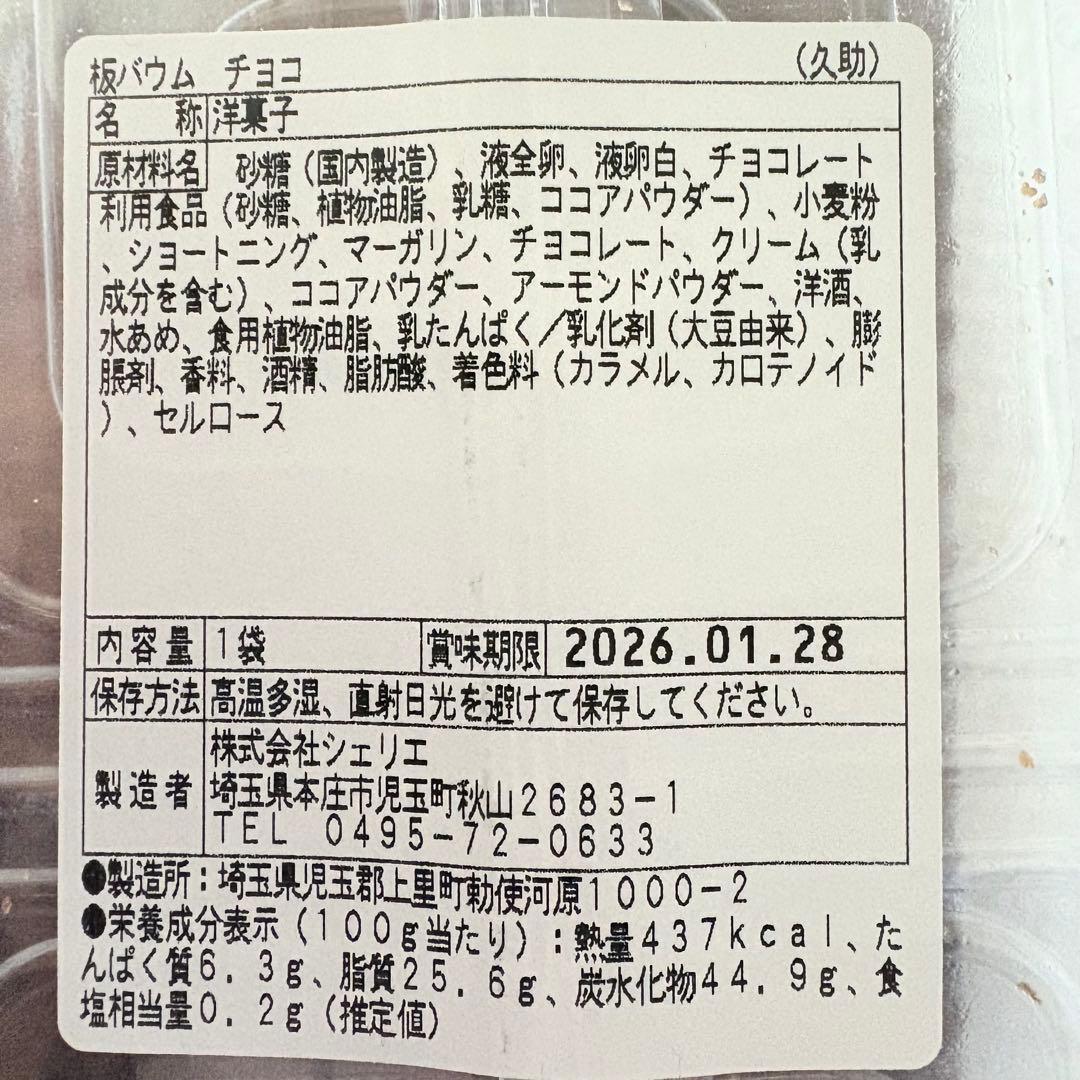 板バウム　チョコ　（久助）
名　称　洋菓子
原材料名　砂糖（国内製造）、液全卵、液卵白、チョコレート
利用食品（砂糖、植物油脂、乳糖、ココアパウダー）、小麦粉
、ショートニング、マーガリン、チョコレート、クリーム（乳
成分を含む）、ココアパウダー、アーモンドパウダー、洋酒、
水あめ、食用植物油脂、乳たんぱく／乳化剤（大豆由来）、膨
脹剤、香料、酒精、脂肪酸、着色料（カラメル、カロテノイド
）、セルロース
内容量　１袋　賞味期限　2026.01.28
保存方法　高温多湿、直射日光を避けて保存してください。
株式会社シェリエ
製造者　埼玉県本庄市児玉町秋山２６８３－１
ＴＥＬ　０４９５－７２－０６３３
●製造所：埼玉県児玉郡上里町勅使河原１０００－２
●栄養成分表示（１００ｇ当たり）：熱量４３７ｋｃａｌ、た
んぱく質６．３ｇ、脂質２５．６ｇ、炭水化物４４．９ｇ、食
塩相当量０．２ｇ（推定値）